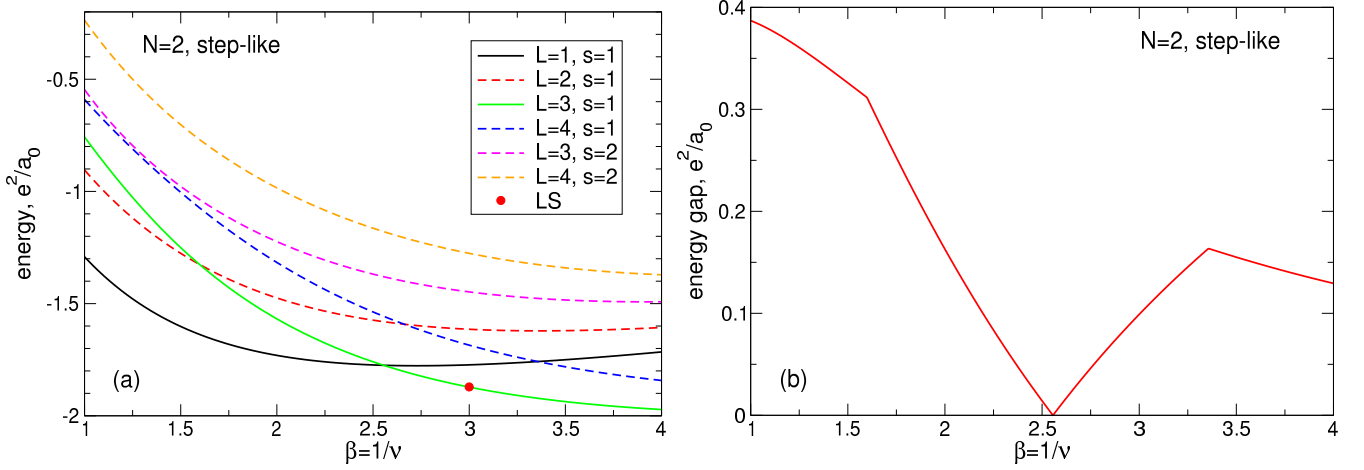 N=2, step-like
L=1, s=1
L=2, s=1
L=3, s=1
L=4, s=1
L=3, s=2
L=4, s=2
LS
-0.5
-1
-1.5
-2
energy, e²/a₀
(a)
1 1.5 2 2.5 3 3.5 4
β=1/ν
N=2, step-like
0.4
0.3
0.2
0.1
0
energy gap, e²/a₀
(b)
1 1.5 2 2.5 3 3.5 4
β=1/ν